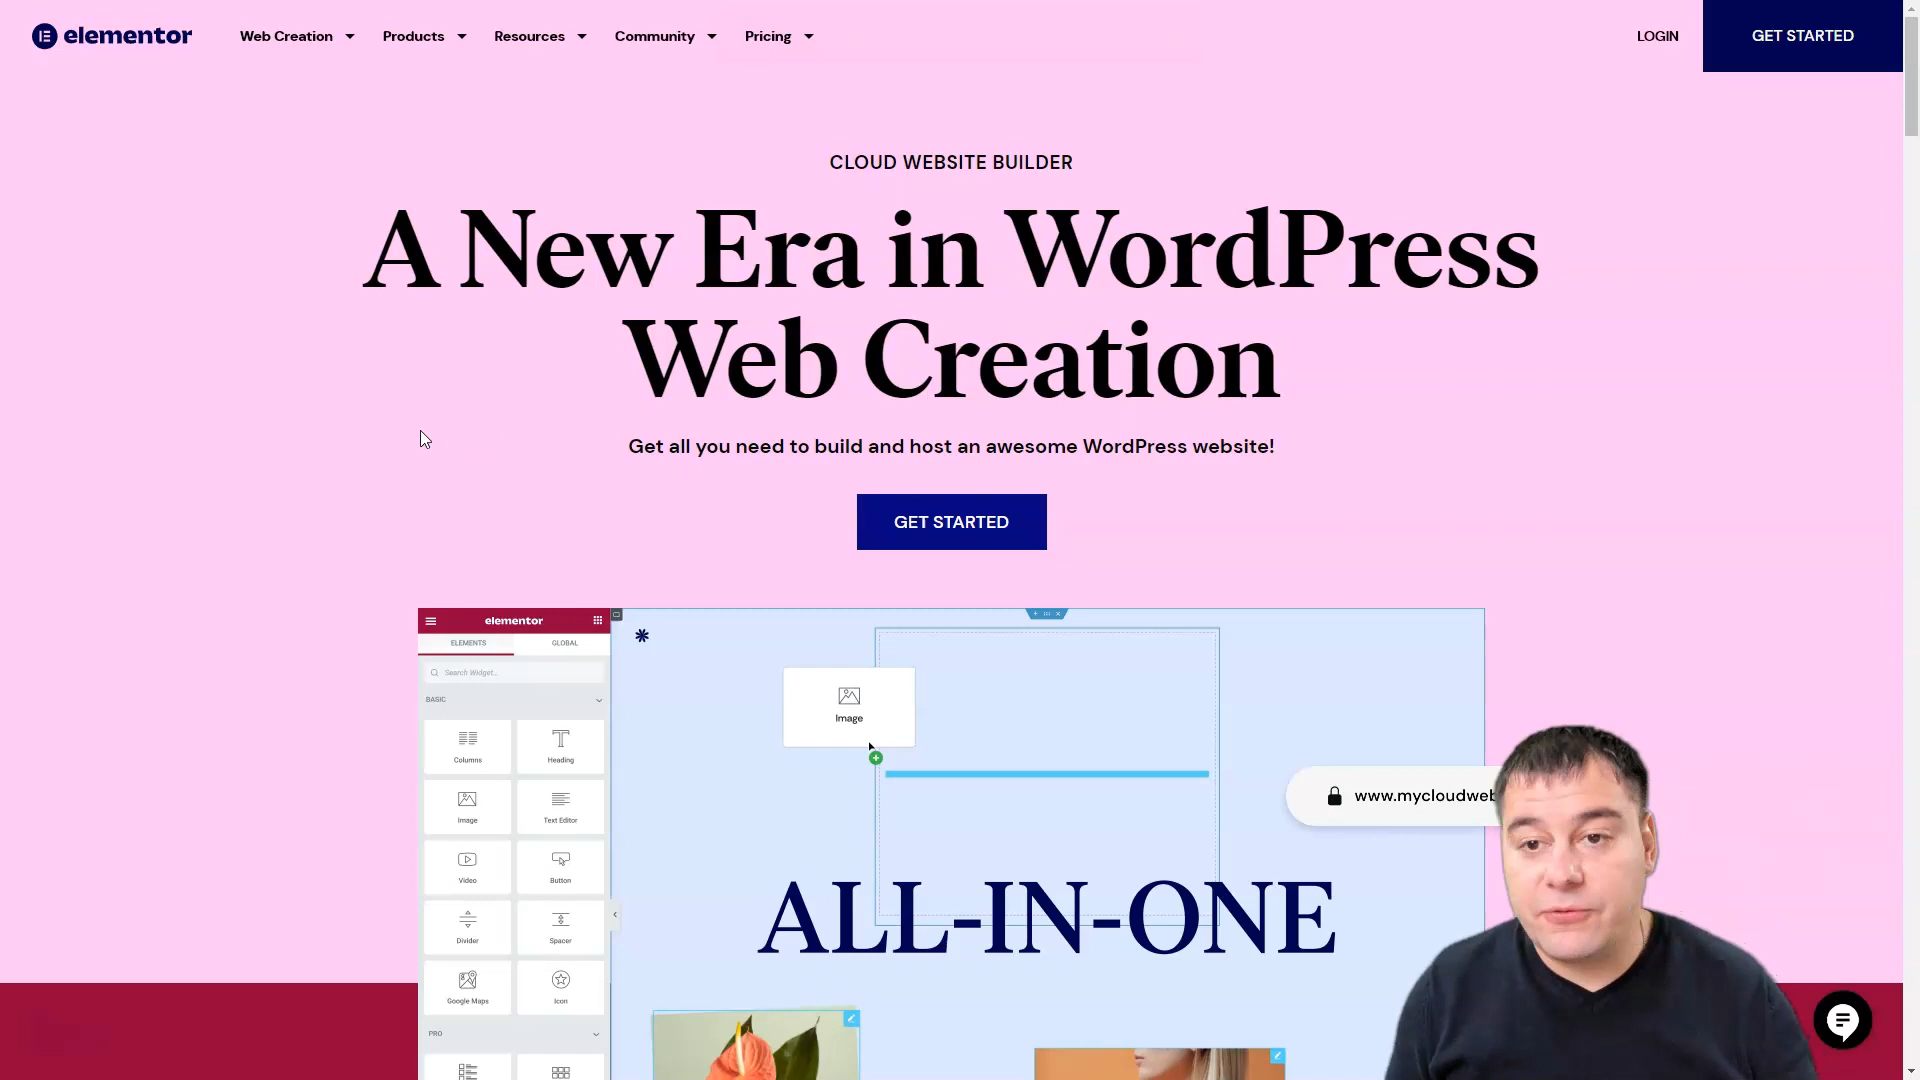 elementor
Web Creation
Products
Resources
Community
Pricing
LOGIN
GET STARTED
CLOUD WEBSITE BUILDER
A New Era in WordPress
Web Creation
Get all you need to build and host an awesome WordPress website!
GET STARTED
elementor
ELEMENTS
GLOBAL
Search Widget...
BASIC
Columns
Heading
Image
Text Editor
Video
Button
Divider
Spacer
Google Maps
Icon
PRO
Image
www.mycloudweb
ALL-IN-ONE